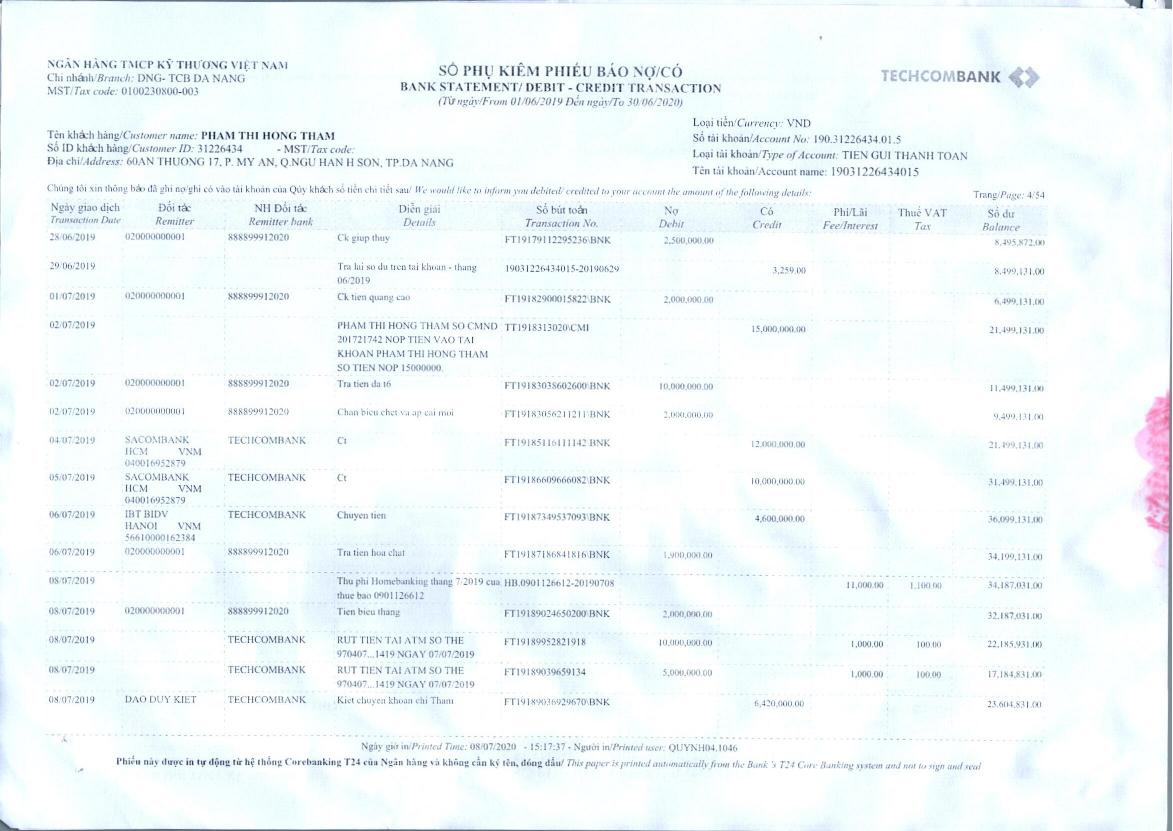 NGÂN HÀNG TMCP KỸ THƯƠNG VIỆT NAM
Chi nhánh/Branch: DNG- TCB DA NANG
MST/Tax code: 0100230800-003
SỔ PHỤ KIÊM PHIẾU BÁO NỢ/CÓ
BANK STATEMENT/ DEBIT - CREDIT TRANSACTION
(Từ ngày/From 01/06/2019 Đến ngày/To 30/06/2020)
TECHCOMBANK
Tên khách hàng/Customer name: PHAM THI HONG THAM
Số ID khách hàng/Customer ID: 31226434 - MST/Tax code:
Địa chỉ/Address: 60AN THUONG 17, P. MY AN, Q.NGU HAN H SON, TP.DA NANG
Loại tiền/Currency: VND
Số tài khoản/Account No: 190.31226434.01.5
Loại tài khoản/Type of Account: TIEN GUI THANH TOAN
Tên tài khoản/Account name: 19031226434015
Chúng tôi xin thông báo đã ghi nợ/ghi có vào tài khoản của Qúy khách số tiền chi tiết sau/ We would like to inform you debited/ credited to your account the amount of the following details:
Trang/Page: 4/54
Ngày giao dịch Đối tác NH Đối tác Diễn giải Số bút toán Nợ Có Phí/Lãi Thuế VAT Số dư
Transaction Date Remitter Remitter bank Details Transaction No. Debit Credit Fee/Interest Tax Balance
28/06/2019 020000000001 888899912020 Ck giup thuy FT19179112295236\BNK 2,500,000.00 8,495,872.00
29/06/2019 Tra lai so du tren tai khoan - thang 19031226434015-20190629 3,259.00 8,499,131.00
06/2019
01/07/2019 020000000001 888899912020 Ck tien quang cao FT19182900015822\BNK 2,000,000.00 6,499,131.00
02/07/2019 PHAM THI HONG THAM SO CMND TT1918313020\CMI 15,000,000.00 21,499,131.00
201721742 NOP TIEN VAO TAI
KHOAN PHAM THI HONG THAM
SO TIEN NOP 15000000.
02/07/2019 020000000001 888899912020 Tra tien da t6 FT19183038602600\BNK 10,000,000.00 11,499,131.00
02/07/2019 020000000001 888899912020 Chan bieu chet va ap cai moi FT19183056211211\BNK 2,000,000.00 9,499,131.00
04/07/2019 SACOMBANK TECHCOMBANK Ct FT19185116111142\BNK 12,000,000.00 21,499,131.00
HCM VNM
040016952879
05/07/2019 SACOMBANK TECHCOMBANK Ct FT19186609666082\BNK 10,000,000.00 31,499,131.00
HCM VNM
040016952879
06/07/2019 IBT BIDV TECHCOMBANK Chuyen tien FT19187349537093\BNK 4,600,000.00 36,099,131.00
HANOI VNM
56610000162384
06/07/2019 020000000001 888899912020 Tra tien hoa chat FT19187186841816\BNK 1,900,000.00 34,199,131.00
08/07/2019 Thu phi Homebanking thang 7/2019 cua HB.0901126612-20190708 11,000.00 1,100.00 34,187,031.00
thue bao 0901126612
08/07/2019 020000000001 888899912020 Tien bieu thang FT19189024650200\BNK 2,000,000.00 32,187,031.00
08/07/2019 TECHCOMBANK RUT TIEN TAI ATM SO THE FT19189952821918 10,000,000.00 1,000.00 100.00 22,185,931.00
970407...1419 NGAY 07/07/2019
08/07/2019 TECHCOMBANK RUT TIEN TAI ATM SO THE FT19189039659134 5,000,000.00 1,000.00 100.00 17,184,831.00
970407...1419 NGAY 07/07/2019
08/07/2019 DAO DUY KIET TECHCOMBANK Kiet chuyen khoan chi Tham FT19189036929670\BNK 6,420,000.00 23,604,831.00
Ngày giờ in/Printed Time: 08/07/2020 - 15:17:37 - Người in/Printed user: QUYNH04.1046
Phiếu này được in tự động từ hệ thống Corebanking T24 của Ngân hàng và không cần ký tên, đóng dấu/ This paper is printed automatically from the Bank 's T24 Core Banking system and not to sign and seal